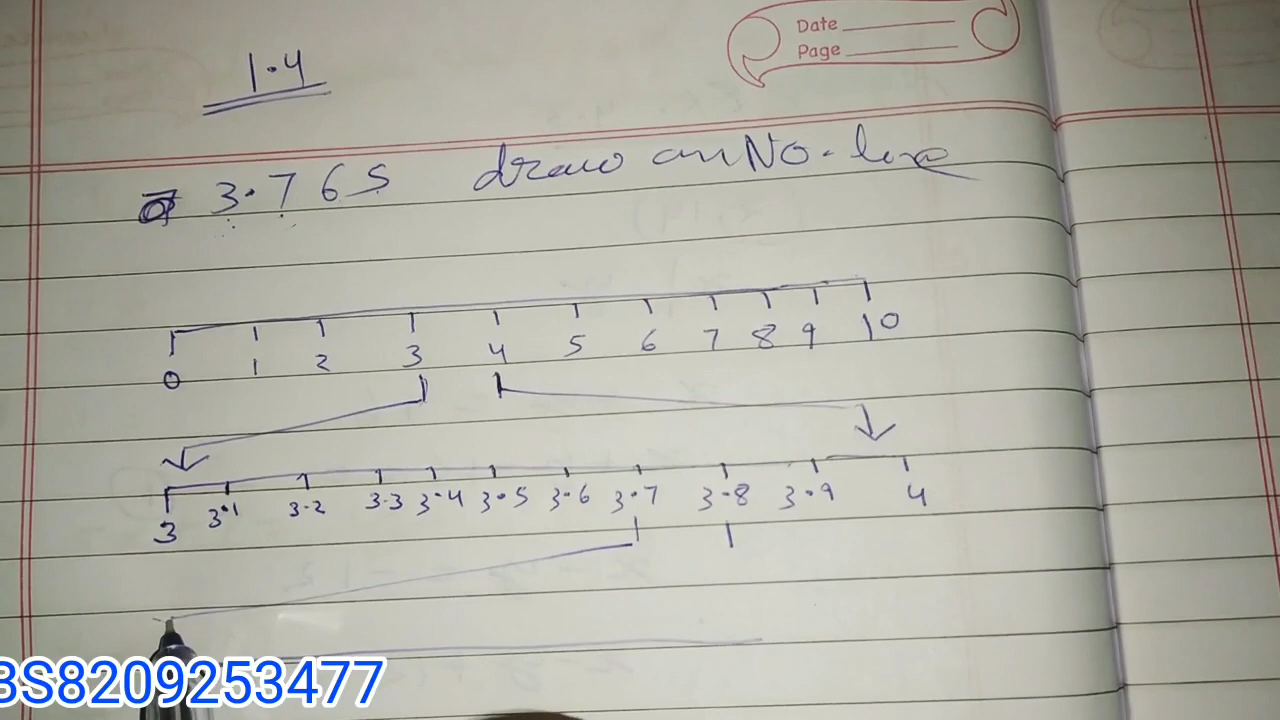 Date
Page
1.4
Q 3.765 draw on No. line
0 1 2 3 4 5 6 7 8 9 10
3 3.1 3.2 3.3 3.4 3.5 3.6 3.7 3.8 3.9 4
BS8209253477